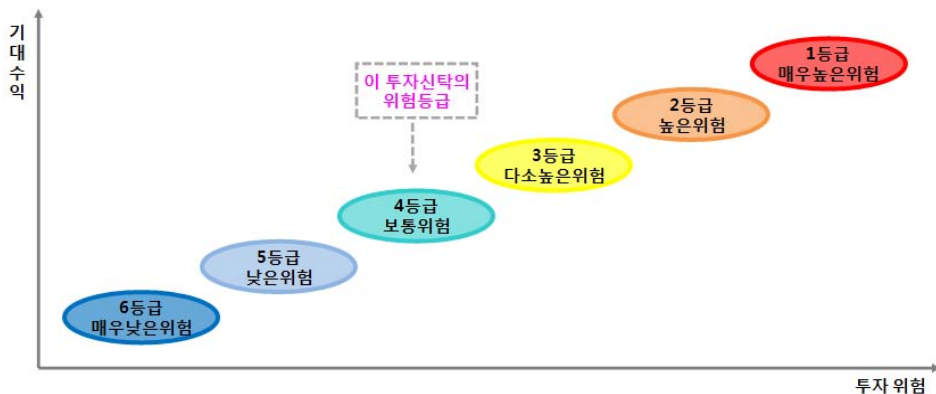 기대수익
1등급
매우높은위험
이 투자신탁의
위험등급
2등급
높은위험
3등급
다소높은위험
4등급
보통위험
5등급
낮은위험
6등급
매우낮은위험
투자 위험